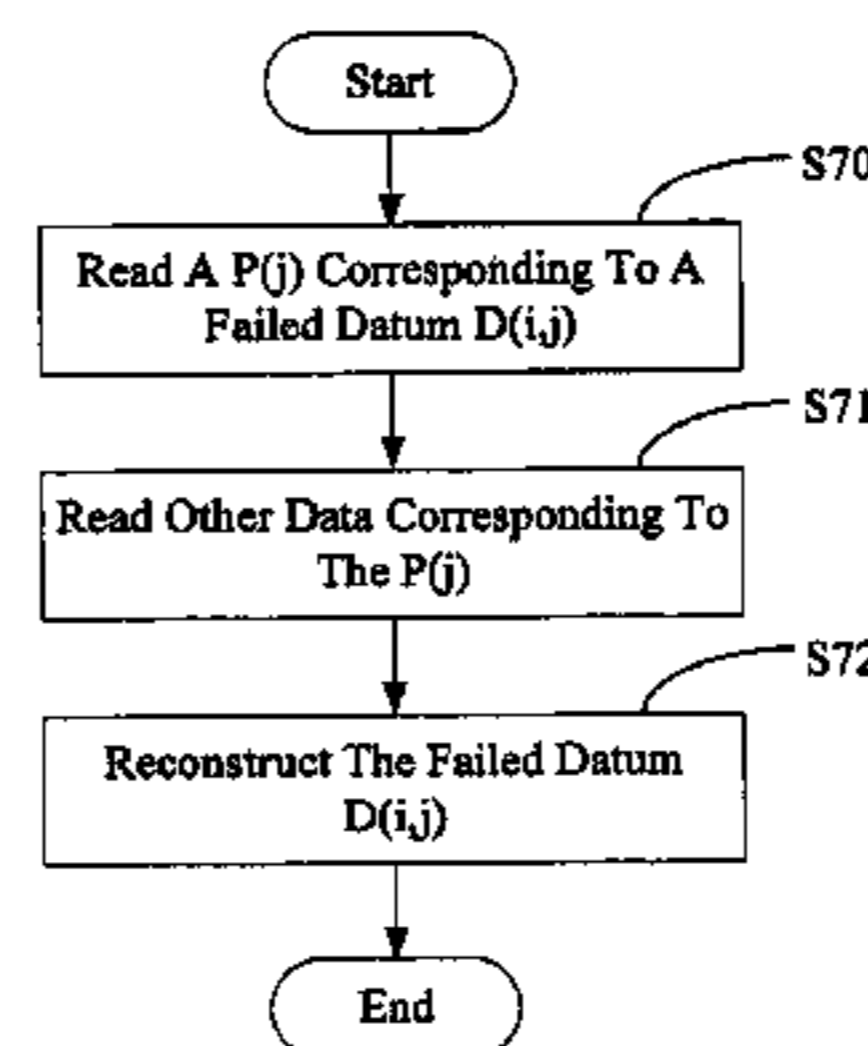 Start
S70
Read A P(j) Corresponding To A
Failed Datum D(i,j)
S71
Read Other Data Corresponding To
The P(j)
S72
Reconstruct The Failed Datum
D(i,j)
End